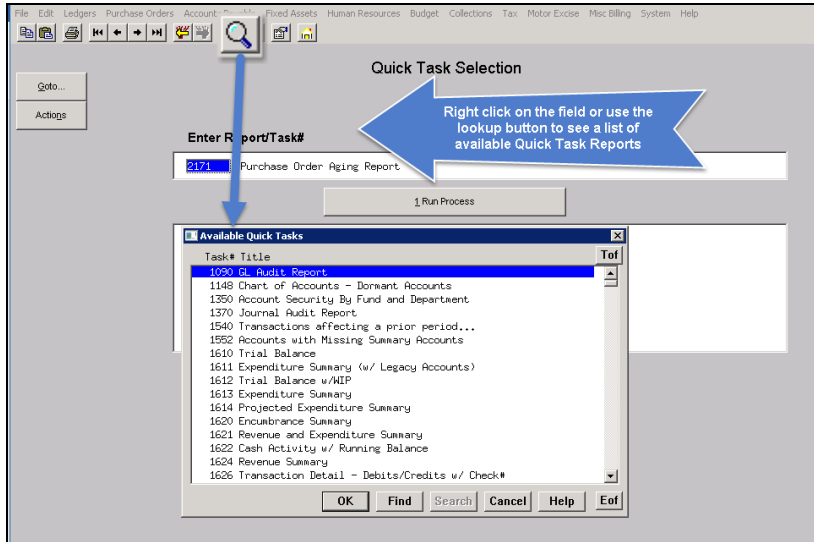 File Edit Ledgers Purchase Orders Account Payable Fixed Assets Human Resources Budget Collections Tax Motor Excise Misc Billing System Help
Quick Task Selection
Goto...
Actions
Right click on the field or use the
lookup button to see a list of
available Quick Task Reports
Enter Report/Task#
2171 Purchase Order Aging Report
1 Run Process
Available Quick Tasks
Task# Title
Tof
1090 GL Audit Report
1148 Chart of Accounts - Dormant Accounts
1350 Account Security By Fund and Department
1370 Journal Audit Report
1540 Transactions affecting a prior period...
1552 Accounts with Missing Summary Accounts
1610 Trial Balance
1611 Expenditure Summary (w/ Legacy Accounts)
1612 Trial Balance w/WIP
1613 Expenditure Summary
1614 Projected Expenditure Summary
1620 Encumbrance Summary
1621 Revenue and Expenditure Summary
1622 Cash Activity w/ Running Balance
1624 Revenue Summary
1626 Transaction Detail - Debits/Credits w/ Check#
OK Find Search Cancel Help Eof